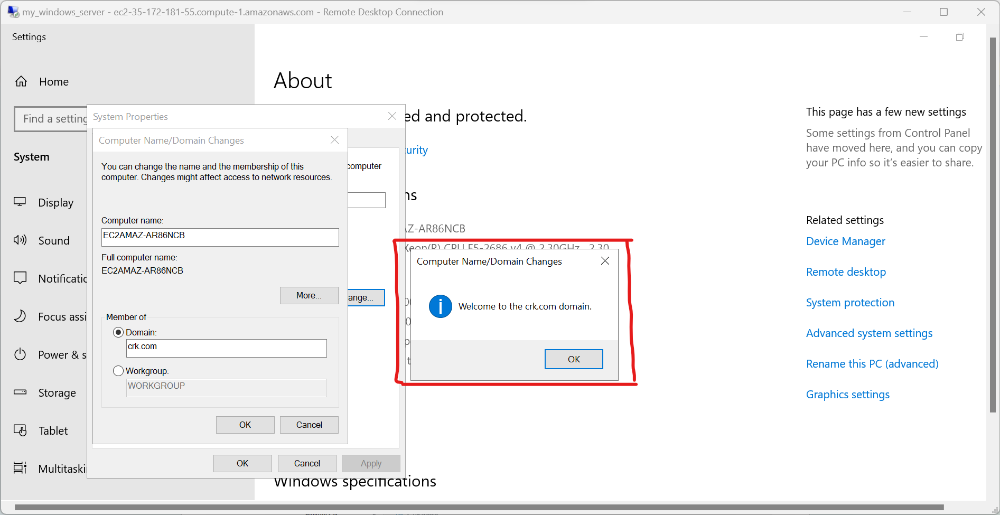 my_windows_server - ec2-35-172-181-55.compute-1.amazonaws.com - Remote Desktop Connection
Settings
Home
Find a setting
System
Display
Sound
Notificatio
Focus assi
Power & s
Storage
Tablet
Multitaski
About
ed and protected.
urity
ns
AZ-AR86NCB
Xeon(R) CPU E5-2686 v4 @ 2.30GHz 2.30
Windows specifications
System Properties
computer
ange...
OK
Cancel
Apply
Computer Name/Domain Changes
You can change the name and the membership of this
computer. Changes might affect access to network resources.
Computer name:
EC2AMAZ-AR86NCB
Full computer name:
EC2AMAZ-AR86NCB
More...
Member of
Domain:
crk.com
Workgroup:
WORKGROUP
OK
Cancel
Computer Name/Domain Changes
Welcome to the crk.com domain.
OK
This page has a few new settings
Some settings from Control Panel
have moved here, and you can copy
your PC info so it's easier to share.
Related settings
Device Manager
Remote desktop
System protection
Advanced system settings
Rename this PC (advanced)
Graphics settings